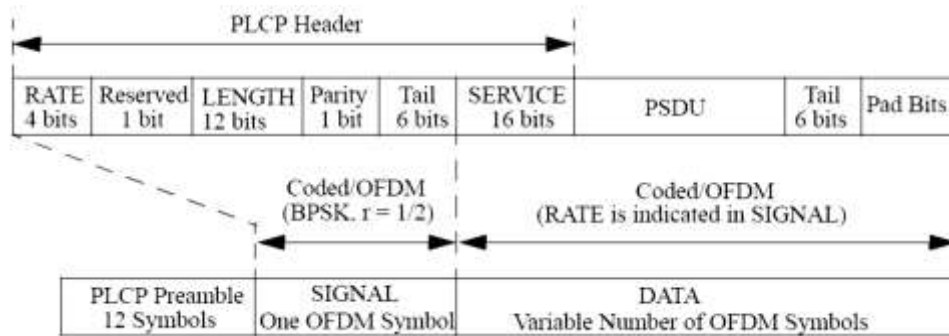 PLCP Header
RATE Reserved LENGTH Parity Tail SERVICE PSDU Tail Pad Bits
4 bits 1 bit 12 bits 1 bit 6 bits 16 bits 6 bits
Coded/OFDM Coded/OFDM
(BPSK, r = 1/2) (RATE is indicated in SIGNAL)
PLCP Preamble SIGNAL DATA
12 Symbols One OFDM Symbol Variable Number of OFDM Symbols